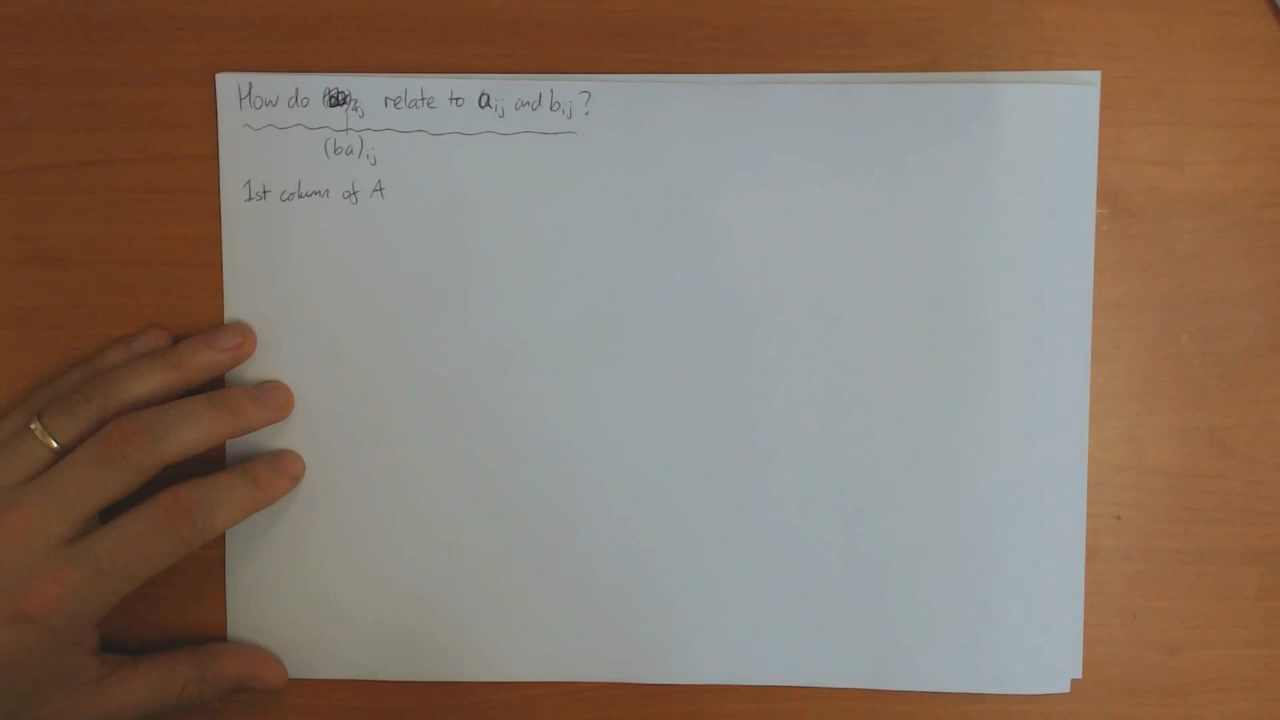 How do relate to aij and bij?
(ba)ij
1st column of A